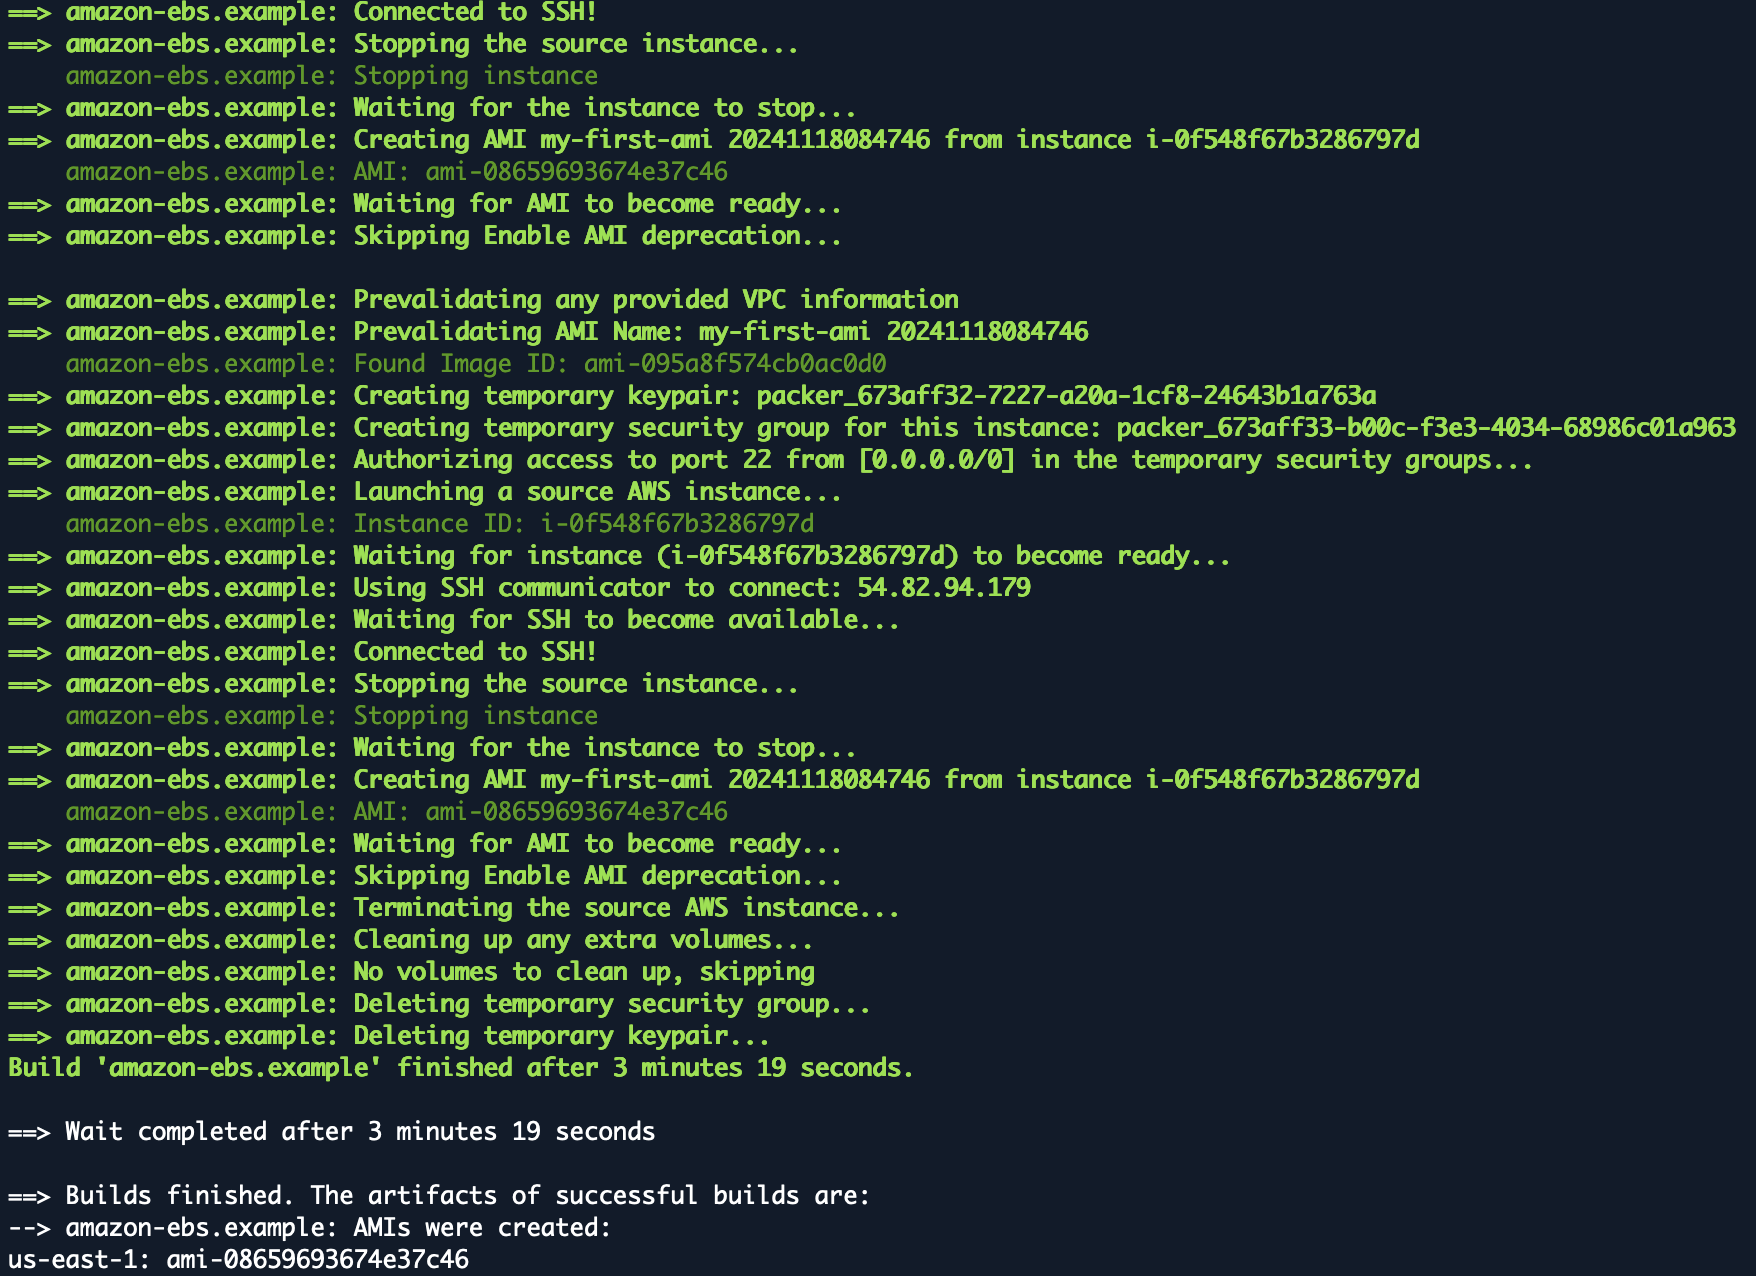 ==> amazon-ebs.example: Connected to SSH!
==> amazon-ebs.example: Stopping the source instance...
    amazon-ebs.example: Stopping instance
==> amazon-ebs.example: Waiting for the instance to stop...
==> amazon-ebs.example: Creating AMI my-first-ami 20241118084746 from instance i-0f548f67b3286797d
    amazon-ebs.example: AMI: ami-08659693674e37c46
==> amazon-ebs.example: Waiting for AMI to become ready...
==> amazon-ebs.example: Skipping Enable AMI deprecation...

==> amazon-ebs.example: Prevalidating any provided VPC information
==> amazon-ebs.example: Prevalidating AMI Name: my-first-ami 20241118084746
    amazon-ebs.example: Found Image ID: ami-095a8f574cb0ac0d0
==> amazon-ebs.example: Creating temporary keypair: packer_673aff32-7227-a20a-1cf8-24643b1a763a
==> amazon-ebs.example: Creating temporary security group for this instance: packer_673aff33-b00c-f3e3-4034-68986c01a963
==> amazon-ebs.example: Authorizing access to port 22 from [0.0.0.0/0] in the temporary security groups...
==> amazon-ebs.example: Launching a source AWS instance...
    amazon-ebs.example: Instance ID: i-0f548f67b3286797d
==> amazon-ebs.example: Waiting for instance (i-0f548f67b3286797d) to become ready...
==> amazon-ebs.example: Using SSH communicator to connect: 54.82.94.179
==> amazon-ebs.example: Waiting for SSH to become available...
==> amazon-ebs.example: Connected to SSH!
==> amazon-ebs.example: Stopping the source instance...
    amazon-ebs.example: Stopping instance
==> amazon-ebs.example: Waiting for the instance to stop...
==> amazon-ebs.example: Creating AMI my-first-ami 20241118084746 from instance i-0f548f67b3286797d
    amazon-ebs.example: AMI: ami-08659693674e37c46
==> amazon-ebs.example: Waiting for AMI to become ready...
==> amazon-ebs.example: Skipping Enable AMI deprecation...
==> amazon-ebs.example: Terminating the source AWS instance...
==> amazon-ebs.example: Cleaning up any extra volumes...
==> amazon-ebs.example: No volumes to clean up, skipping
==> amazon-ebs.example: Deleting temporary security group...
==> amazon-ebs.example: Deleting temporary keypair...
Build 'amazon-ebs.example' finished after 3 minutes 19 seconds.

==> Wait completed after 3 minutes 19 seconds

==> Builds finished. The artifacts of successful builds are:
--> amazon-ebs.example: AMIs were created:
us-east-1: ami-08659693674e37c46